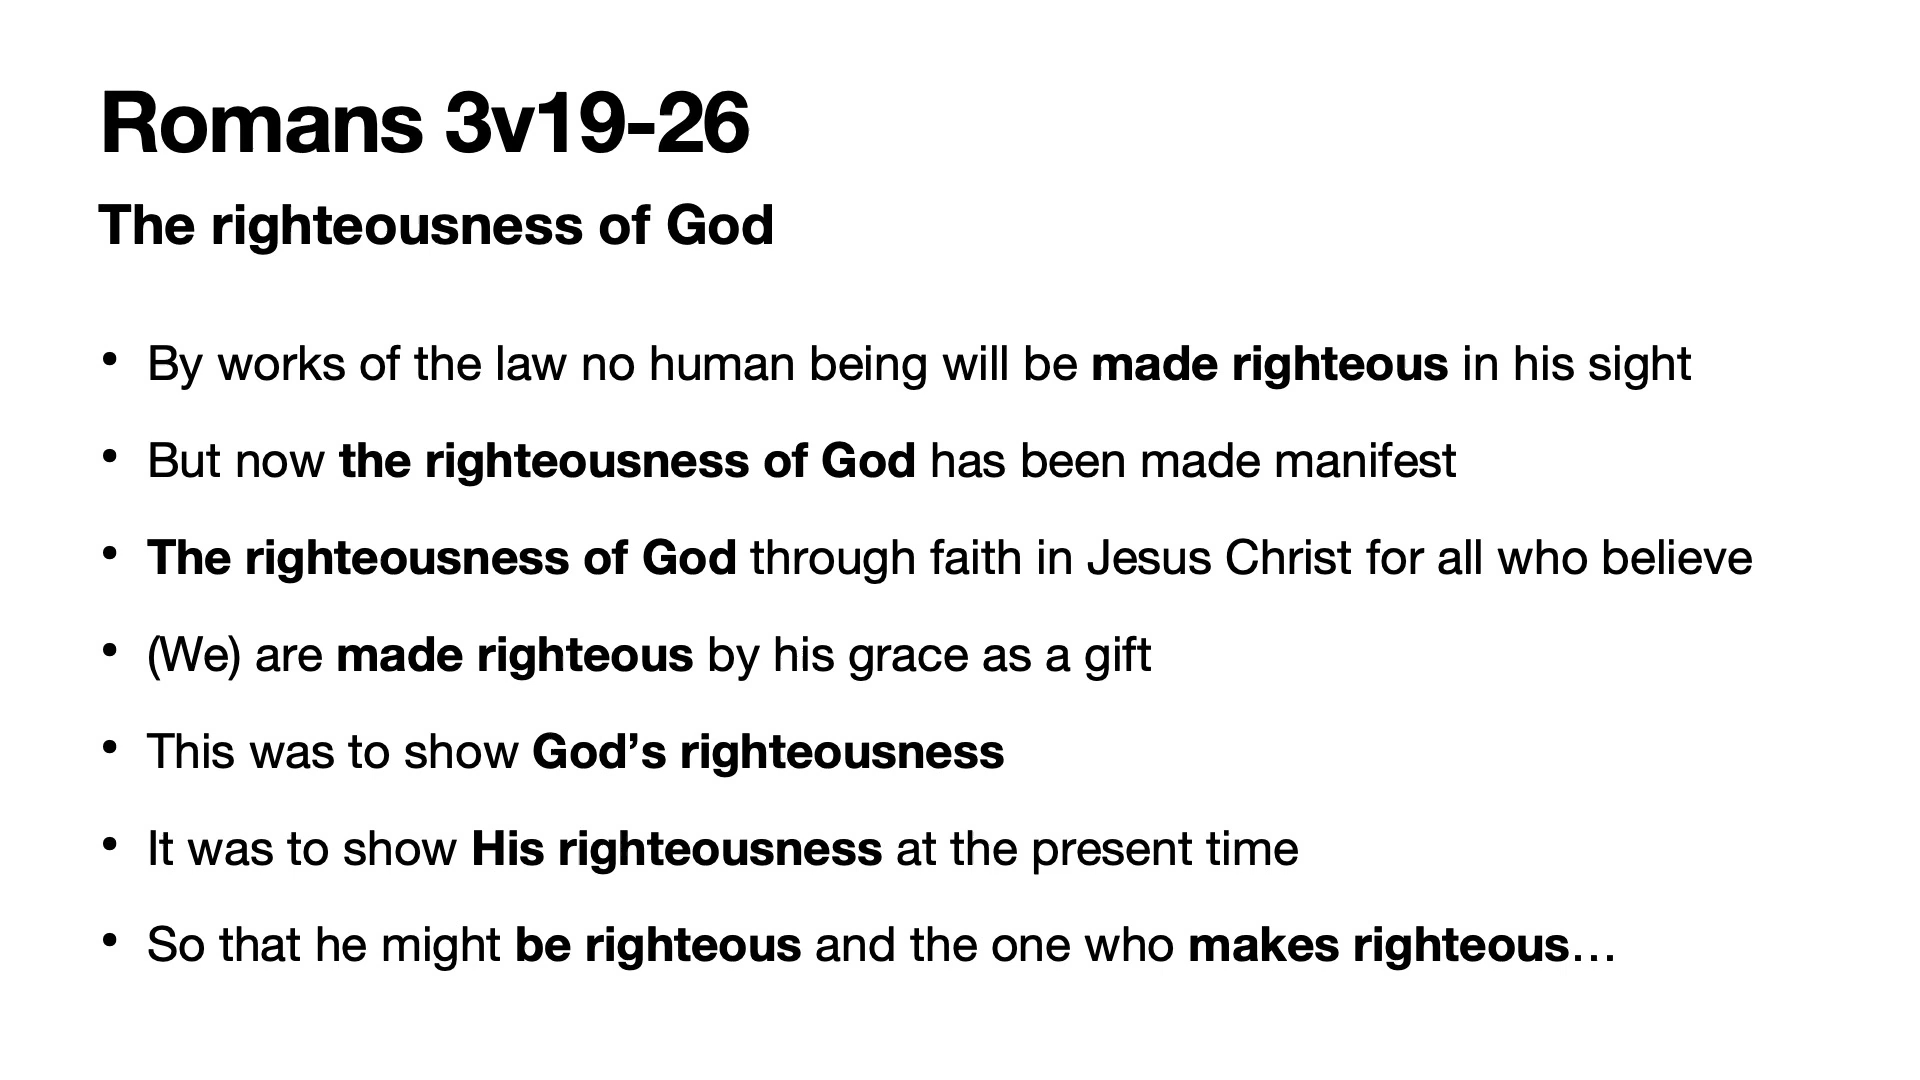 Romans 3v19-26
The righteousness of God
• By works of the law no human being will be made righteous in his sight
• But now the righteousness of God has been made manifest
• The righteousness of God through faith in Jesus Christ for all who believe
• (We) are made righteous by his grace as a gift
• This was to show God’s righteousness
• It was to show His righteousness at the present time
• So that he might be righteous and the one who makes righteous…